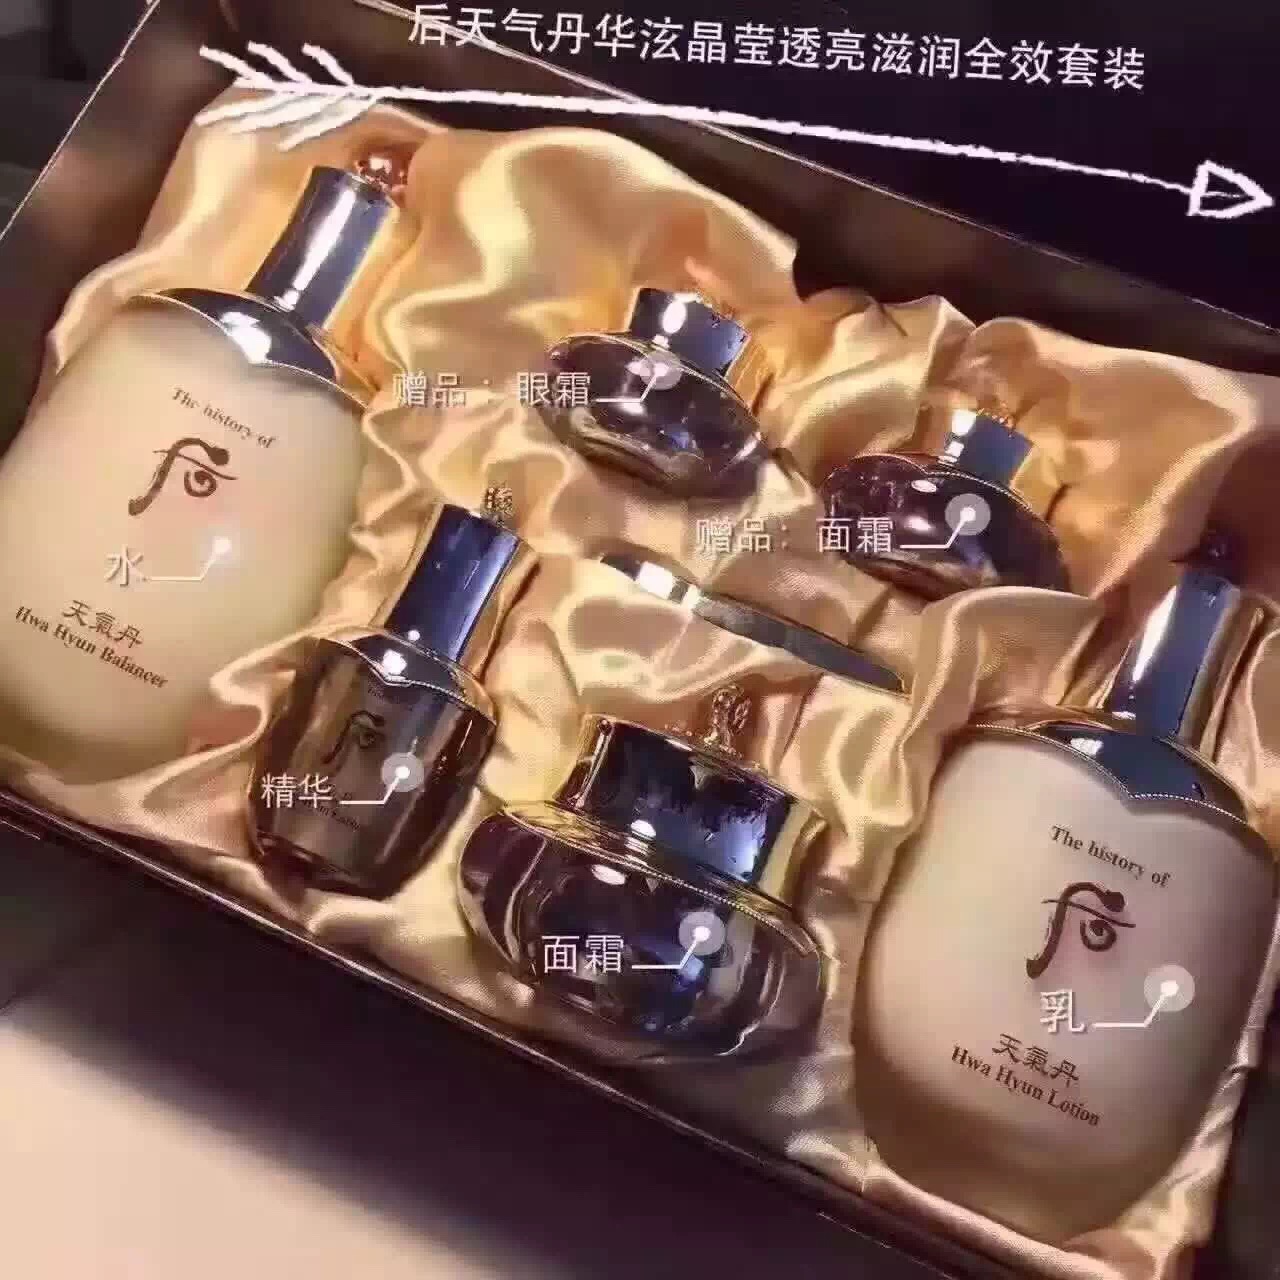 后天气丹华泫晶莹透亮滋润全效套装
赠品：眼霜
The history of
后
水
天氣丹
Hwa Hyun Balancer
赠品：面霜
精华
面霜
The history of
后
乳
天氣丹
Hwa Hyun Lotion